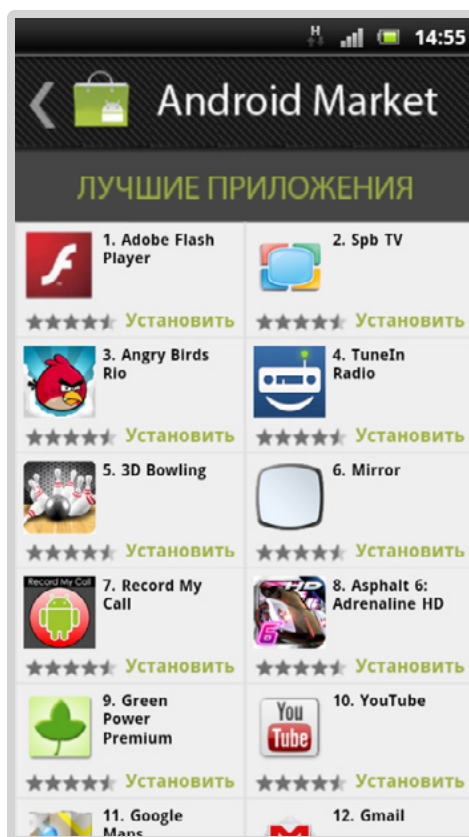 H
14:55
Android Market
ЛУЧШИЕ ПРИЛОЖЕНИЯ
1. Adobe Flash
Player
Установить
2. Spb TV
Установить
3. Angry Birds
Rio
Установить
4. TuneIn
Radio
Установить
5. 3D Bowling
Установить
6. Mirror
Установить
Record My Call
7. Record My
Call
Установить
HD
6
8. Asphalt 6:
Adrenaline HD
Установить
9. Green
Power
Premium
Установить
You
Tube
10. YouTube
Установить
11. Google
Maps
12. Gmail